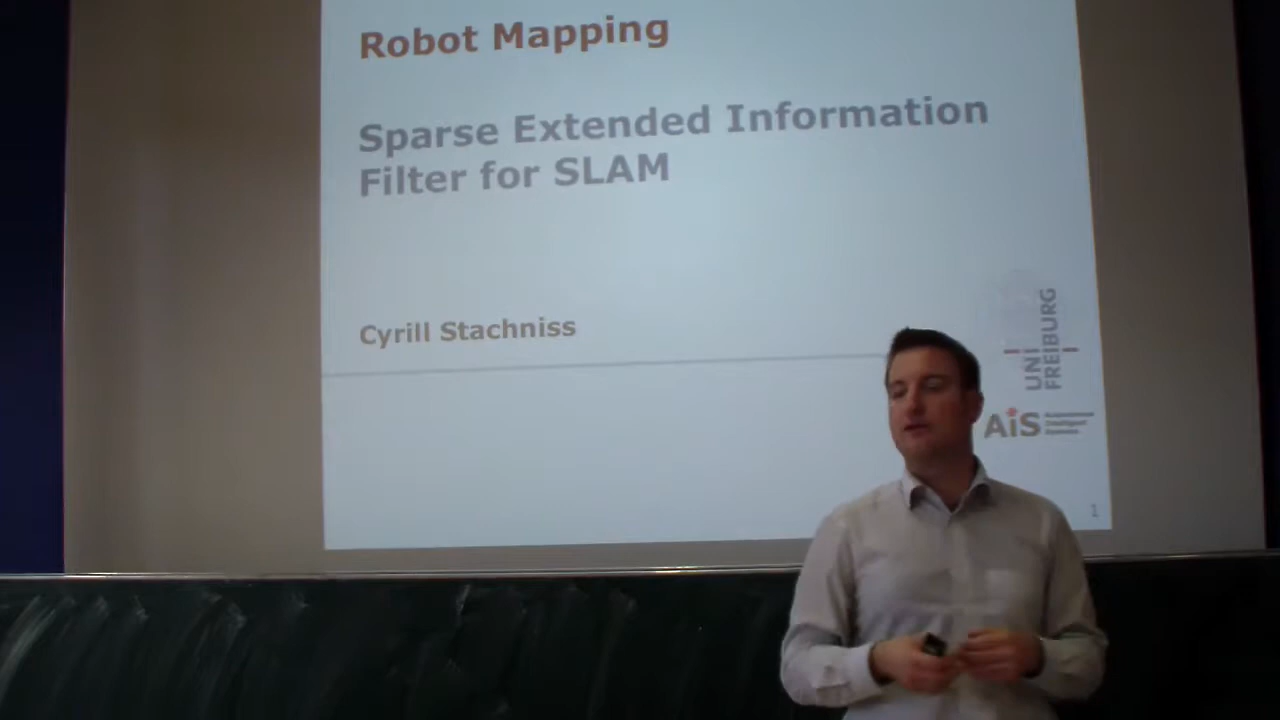 Robot Mapping
Sparse Extended Information
Filter for SLAM
Cyrill Stachniss
UNI
FREIBURG
AiS
1